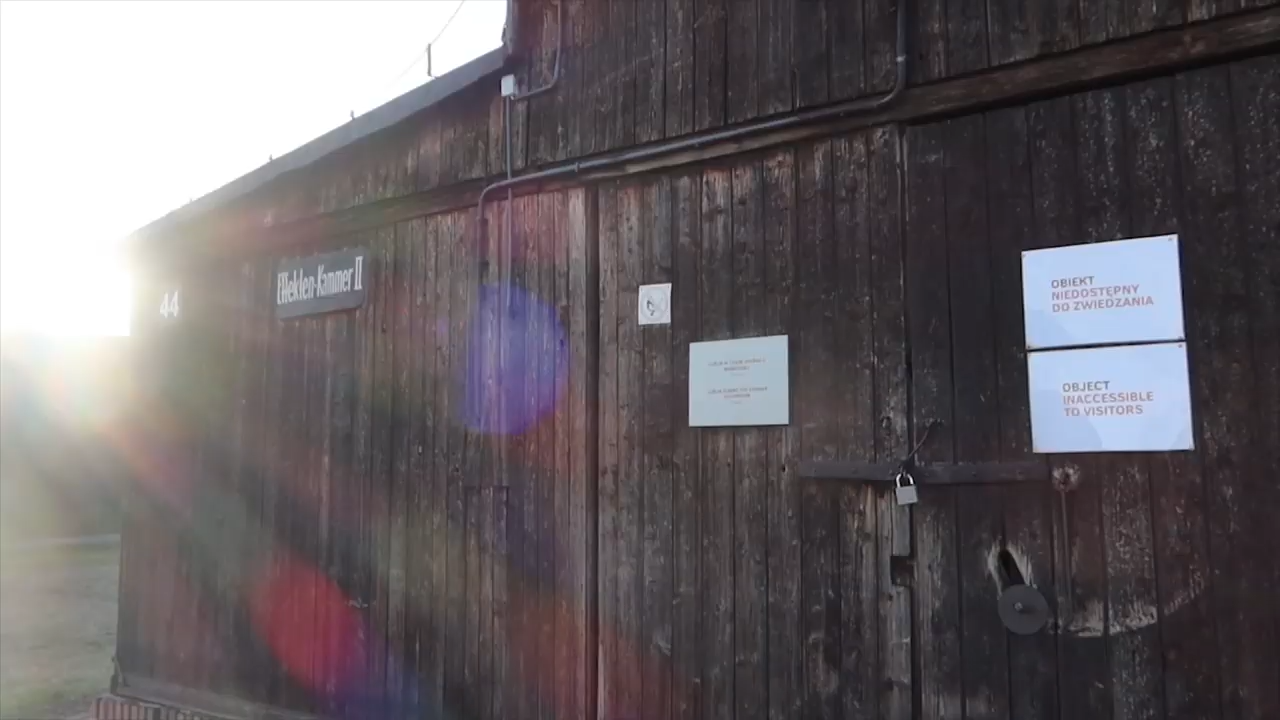 44
Effekten-Kammer II
OBIEKT
NIEDOSTĘPNY
DO ZWIEDZANIA
OBJECT
INACCESSIBLE
TO VISITORS